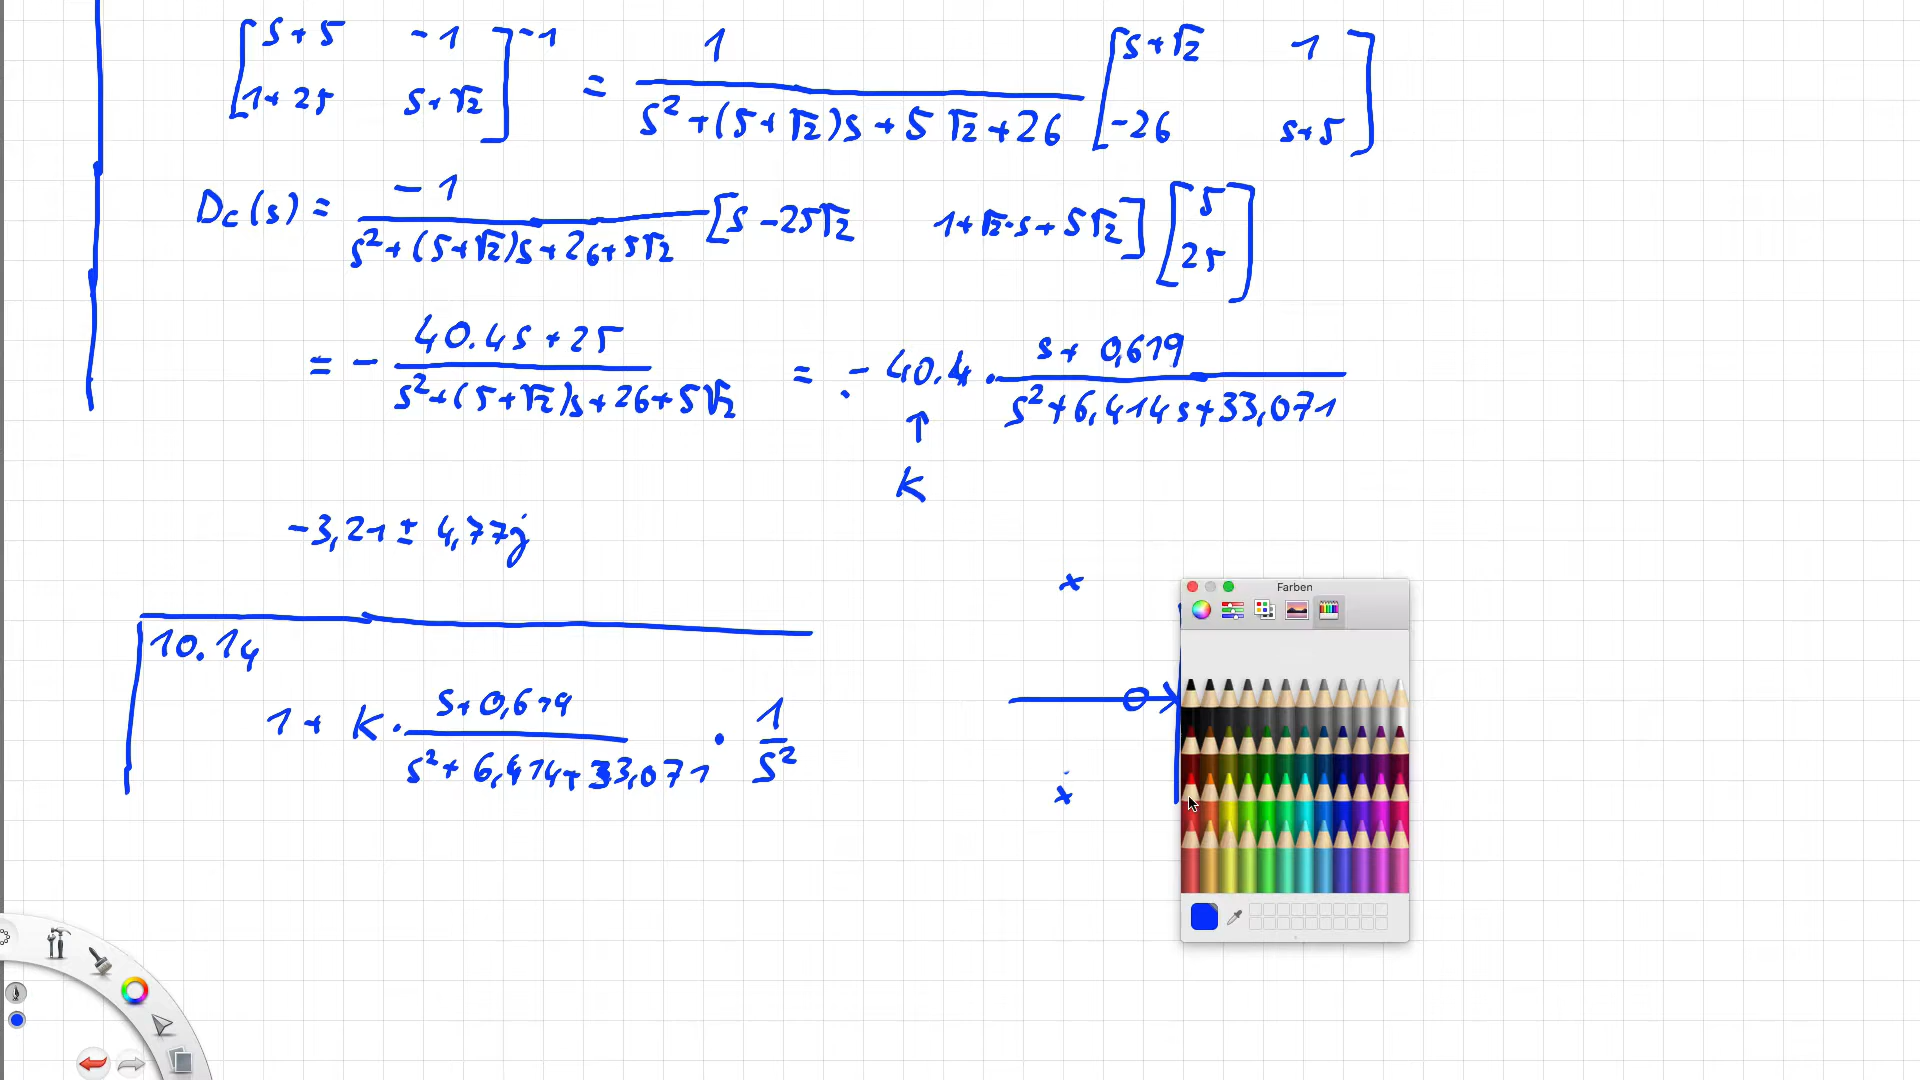 [s+5 -1; 1+25 s+√2]^-1 = 1/(s²+(5+√2)s+5√2+26) [s+√2 1; -26 s+5]
Dc(s) = -1/(s²+(5+√2)s+26+5√2) [s-25√2 1+√2·s+5√2] [5; 25]
= - (40.4s+25)/(s²+(5+√2)s+26+5√2) = -40.4 · (s+0,619)/(s²+6,414s+33,071)
↑
K
-3,21 ± 4,77j
Farben
10.14
1 + K · (s+0,619)/(s²+6,414+33,071) · 1/s²